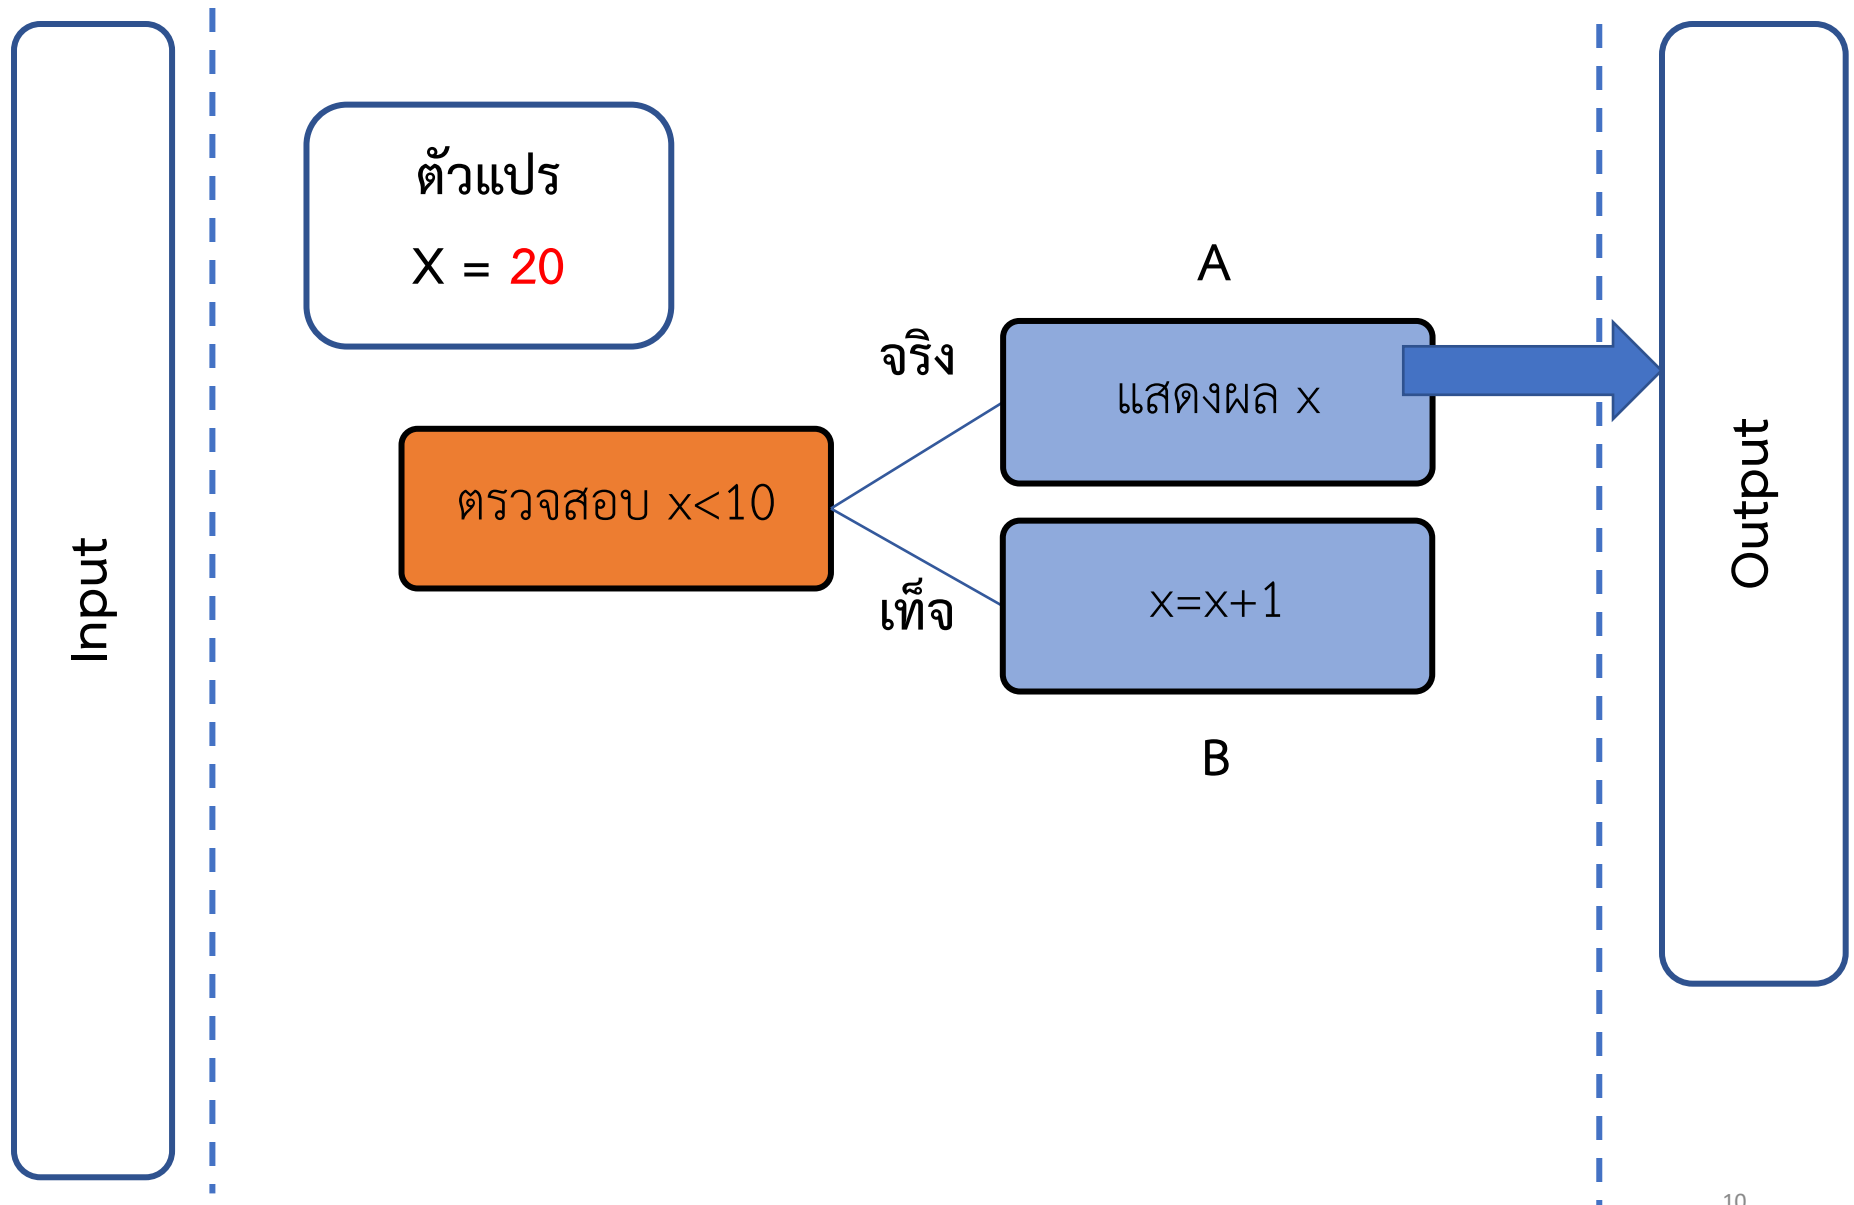 Input
ตัวแปร
X = 20
A
จริง
แสดงผล x
ตรวจสอบ x<10
เท็จ
x=x+1
B
Output
10